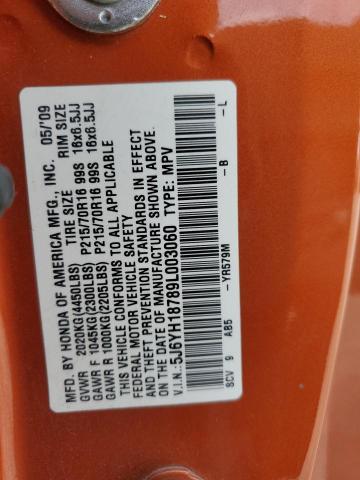 MFD. BY HONDA OF AMERICA MFG., INC. 05/'09
TIRE SIZE RIM SIZE
GVWR 2020KG(4450LBS)
GAWR F 1045KG(2300LBS) P215/70R16 99S 16x6.5JJ
GAWR R 1000KG(2205LBS) P215/70R16 99S 16x6.5JJ
THIS VEHICLE CONFORMS TO ALL APPLICABLE
FEDERAL MOTOR VEHICLE SAFETY
AND THEFT PREVENTION STANDARDS IN EFFECT
ON THE DATE OF MANUFACTURE SHOWN ABOVE.
V.I.N.:5J6YH18789L003060 TYPE: MPV
SCV 9 AB5 -YR579M -B -L